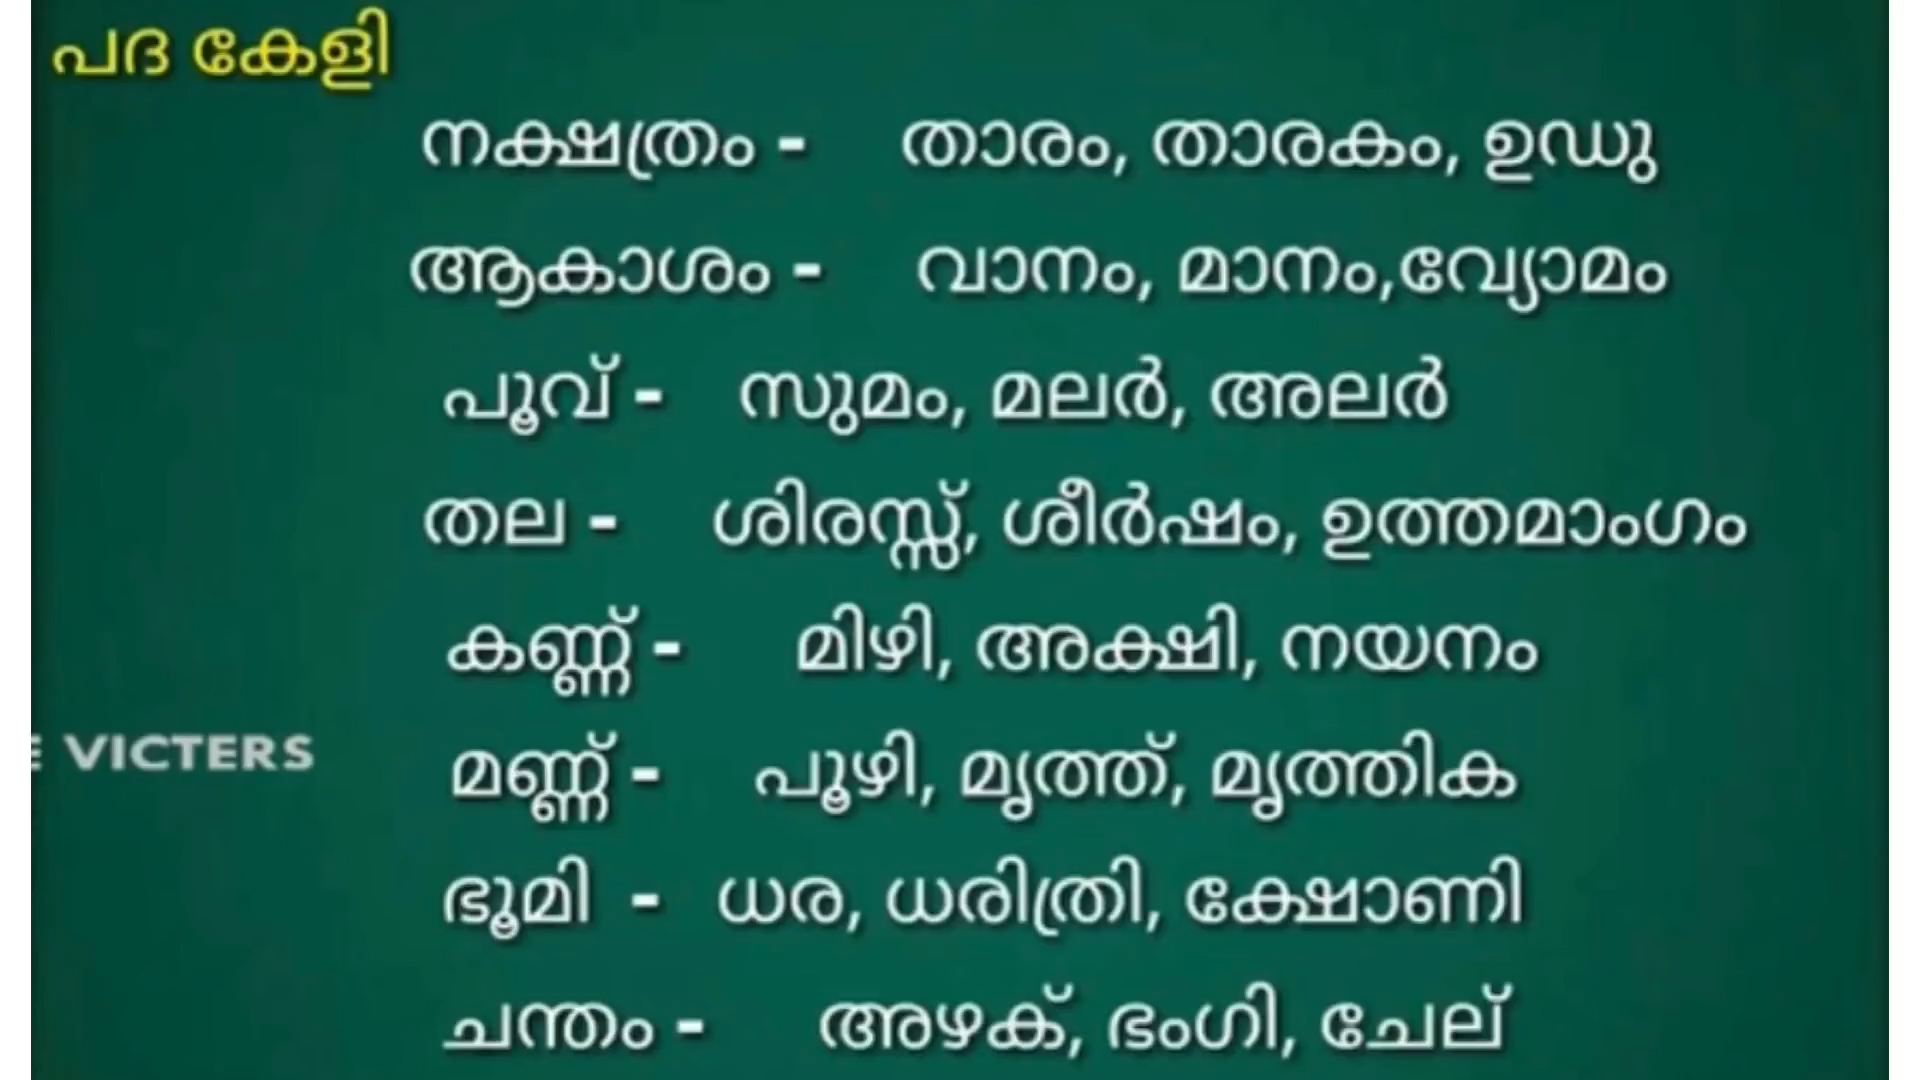 പദ കേളി
നക്ഷത്രം - താരം, താരകം, ഉഡു
ആകാശം - വാനം, മാനം,വ്യോമം
പൂവ് - സുമം, മലർ, അലർ
തല - ശിരസ്സ്, ശീർഷം, ഉത്തമാംഗം
കണ്ണ് - മിഴി, അക്ഷി, നയനം
E VICTERS
മണ്ണ് - പൂഴി, മൃത്ത്, മൃത്തിക
ഭൂമി - ധര, ധരിത്രി, ക്ഷോണി
ചന്തം - അഴക്, ഭംഗി, ചേല്